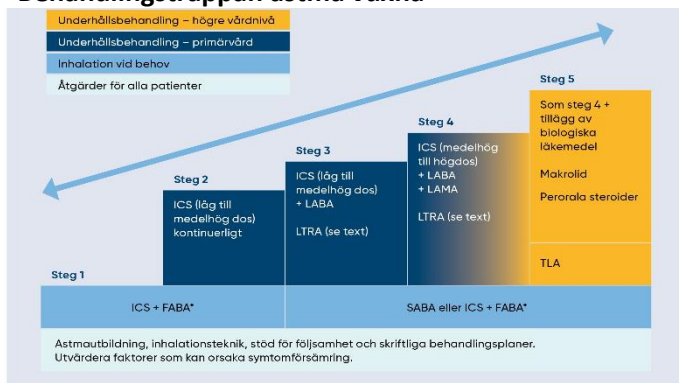 Behandlingstrappan astma vuxna
Underhållsbehandling – högre vårdnivå
Underhållsbehandling – primärvård
Inhalation vid behov
Åtgärder för alla patienter
Steg 1
Steg 2
ICS (låg till
medelhög dos)
kontinuerligt
Steg 3
ICS (låg till
medelhög dos)
+ LABA
LTRA (se text)
Steg 4
ICS (medelhög
till högdos)
+ LABA
+ LAMA
LTRA (se text)
Steg 5
Som steg 4 +
tillägg av
biologiska
läkemedel
Makrolid
Perorala steroider
TLA
ICS + FABA*
SABA eller ICS + FABA*
Astmautbildning, inhalationsteknik, stöd för följsamhet och skriftliga behandlingsplaner.
Utvärdera faktorer som kan orsaka symtomförsämring.